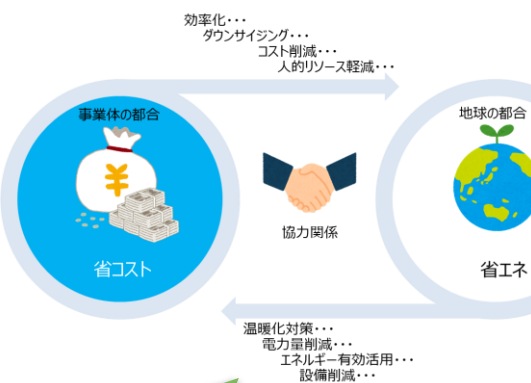 効率化・・・
ダウンサイジング・・・
コスト削減・・・
人的リソース軽減・・・
事業体の都合
地球の都合
¥
協力関係
省コスト
省エネ
温暖化対策・・・
電力量削減・・・
エネルギー有効活用・・・
設備削減・・・